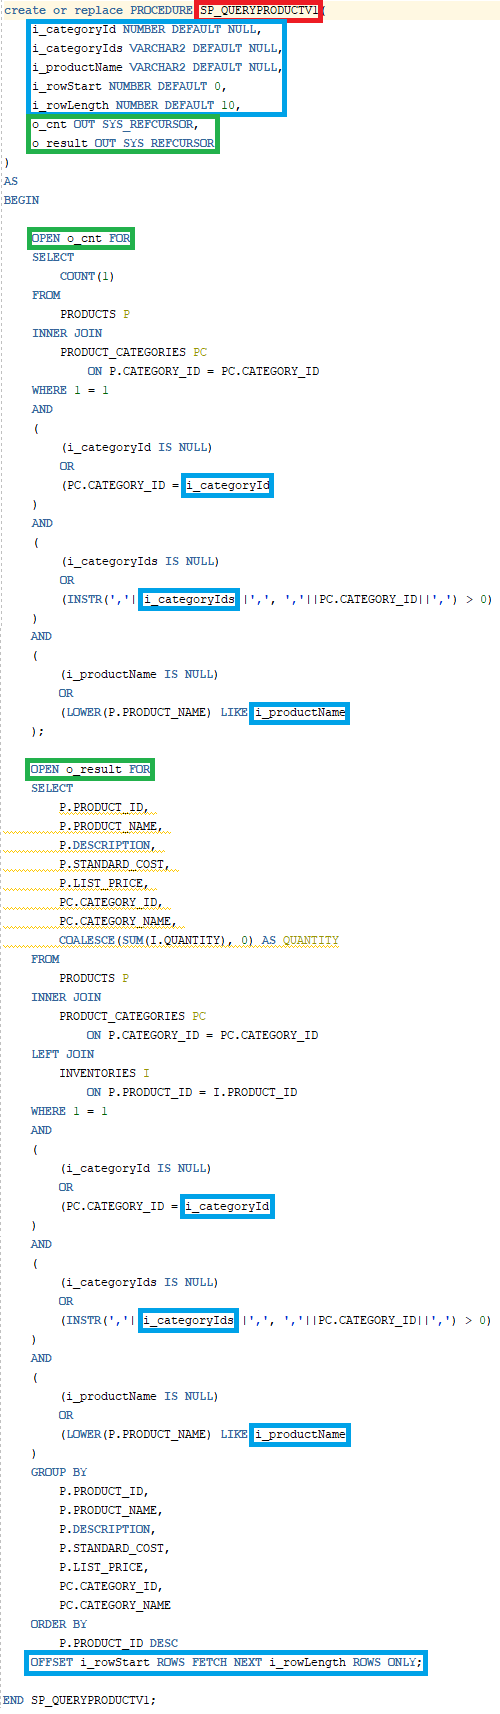 create or replace PROCEDURE SP_QUERYPRODUCTV1(
i_categoryId NUMBER DEFAULT NULL,
i_categoryIds VARCHAR2 DEFAULT NULL,
i_productName VARCHAR2 DEFAULT NULL,
i_rowStart NUMBER DEFAULT 0,
i_rowLength NUMBER DEFAULT 10,
o_cnt OUT SYS_REFCURSOR,
o_result OUT SYS_REFCURSOR
)
AS
BEGIN
OPEN o_cnt FOR
SELECT
COUNT(1)
FROM
PRODUCTS P
INNER JOIN
PRODUCT_CATEGORIES PC
ON P.CATEGORY_ID = PC.CATEGORY_ID
WHERE 1 = 1
AND
(
(i_categoryId IS NULL)
OR
(PC.CATEGORY_ID = i_categoryId
)
AND
(
(i_categoryIds IS NULL)
OR
(INSTR(','| i_categoryIds ||',', ','||PC.CATEGORY_ID||',') > 0)
)
AND
(
(i_productName IS NULL)
OR
(LOWER(P.PRODUCT_NAME) LIKE i_productName
);
OPEN o_result FOR
SELECT
P.PRODUCT_ID,
P.PRODUCT_NAME,
P.DESCRIPTION,
P.STANDARD_COST,
P.LIST_PRICE,
PC.CATEGORY_ID,
PC.CATEGORY_NAME,
COALESCE(SUM(I.QUANTITY), 0) AS QUANTITY
FROM
PRODUCTS P
INNER JOIN
PRODUCT_CATEGORIES PC
ON P.CATEGORY_ID = PC.CATEGORY_ID
LEFT JOIN
INVENTORIES I
ON P.PRODUCT_ID = I.PRODUCT_ID
WHERE 1 = 1
AND
(
(i_categoryId IS NULL)
OR
(PC.CATEGORY_ID = i_categoryId
)
AND
(
(i_categoryIds IS NULL)
OR
(INSTR(','| i_categoryIds ||',', ','||PC.CATEGORY_ID||',') > 0)
)
AND
(
(i_productName IS NULL)
OR
(LOWER(P.PRODUCT_NAME) LIKE i_productName
)
GROUP BY
P.PRODUCT_ID,
P.PRODUCT_NAME,
P.DESCRIPTION,
P.STANDARD_COST,
P.LIST_PRICE,
PC.CATEGORY_ID,
PC.CATEGORY_NAME
ORDER BY
P.PRODUCT_ID DESC
OFFSET i_rowStart ROWS FETCH NEXT i_rowLength ROWS ONLY;
END SP_QUERYPRODUCTV1;